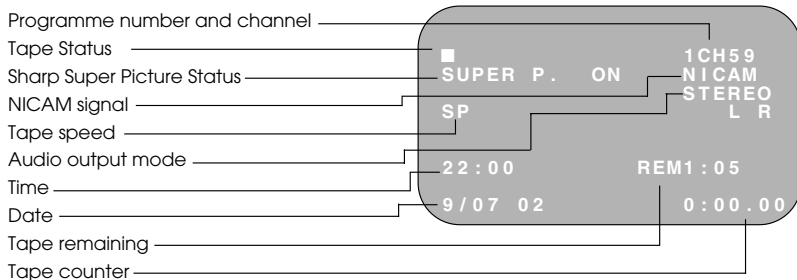 Programme number and channel
Tape Status
Sharp Super Picture Status
NICAM signal
Tape speed
Audio output mode
Time
Date
Tape remaining
Tape counter
1CH59
SUPER P. ON NICAM
STEREO
SP L R
22:00 REM1:05
9/07 02 0:00.00